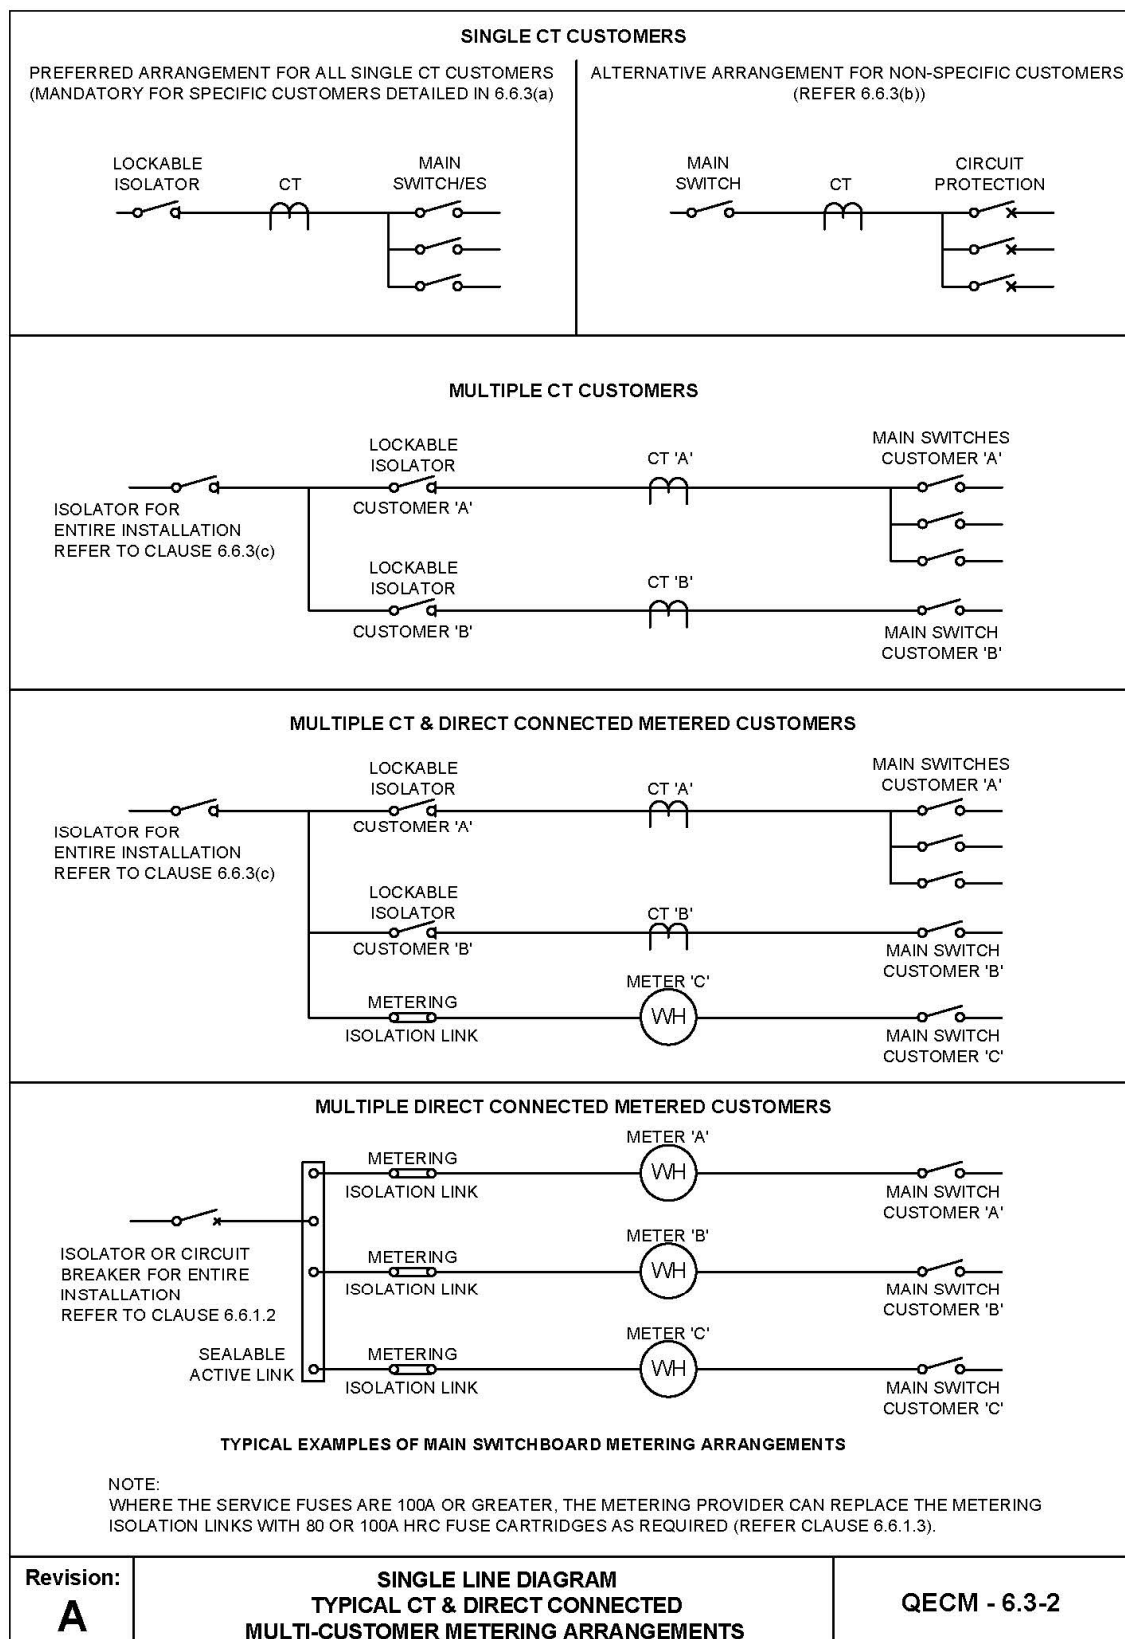 SINGLE CT CUSTOMERS
PREFERRED ARRANGEMENT FOR ALL SINGLE CT CUSTOMERS
(MANDATORY FOR SPECIFIC CUSTOMERS DETAILED IN 6.6.3(a)
LOCKABLE
ISOLATOR
CT
MAIN
SWITCH/ES
ALTERNATIVE ARRANGEMENT FOR NON-SPECIFIC CUSTOMERS
(REFER 6.6.3(b))
MAIN
SWITCH
CT
CIRCUIT
PROTECTION
MULTIPLE CT CUSTOMERS
ISOLATOR FOR
ENTIRE INSTALLATION
REFER TO CLAUSE 6.6.3(c)
LOCKABLE
ISOLATOR
CUSTOMER 'A'
CT 'A'
MAIN SWITCHES
CUSTOMER 'A'
LOCKABLE
ISOLATOR
CUSTOMER 'B'
CT 'B'
MAIN SWITCH
CUSTOMER 'B'
MULTIPLE CT & DIRECT CONNECTED METERED CUSTOMERS
ISOLATOR FOR
ENTIRE INSTALLATION
REFER TO CLAUSE 6.6.3(c)
LOCKABLE
ISOLATOR
CUSTOMER 'A'
CT 'A'
MAIN SWITCHES
CUSTOMER 'A'
LOCKABLE
ISOLATOR
CUSTOMER 'B'
CT 'B'
MAIN SWITCH
CUSTOMER 'B'
METERING
ISOLATION LINK
METER 'C'
WH
MAIN SWITCH
CUSTOMER 'C'
MULTIPLE DIRECT CONNECTED METERED CUSTOMERS
ISOLATOR OR CIRCUIT
BREAKER FOR ENTIRE
INSTALLATION
REFER TO CLAUSE 6.6.1.2
SEALABLE
ACTIVE LINK
METERING
ISOLATION LINK
METER 'A'
WH
MAIN SWITCH
CUSTOMER 'A'
METERING
ISOLATION LINK
METER 'B'
WH
MAIN SWITCH
CUSTOMER 'B'
METERING
ISOLATION LINK
METER 'C'
WH
MAIN SWITCH
CUSTOMER 'C'
TYPICAL EXAMPLES OF MAIN SWITCHBOARD METERING ARRANGEMENTS
NOTE:
WHERE THE SERVICE FUSES ARE 100A OR GREATER, THE METERING PROVIDER CAN REPLACE THE METERING
ISOLATION LINKS WITH 80 OR 100A HRC FUSE CARTRIDGES AS REQUIRED (REFER CLAUSE 6.6.1.3).
Revision:
A
SINGLE LINE DIAGRAM
TYPICAL CT & DIRECT CONNECTED
MULTI-CUSTOMER METERING ARRANGEMENTS
QECM - 6.3-2